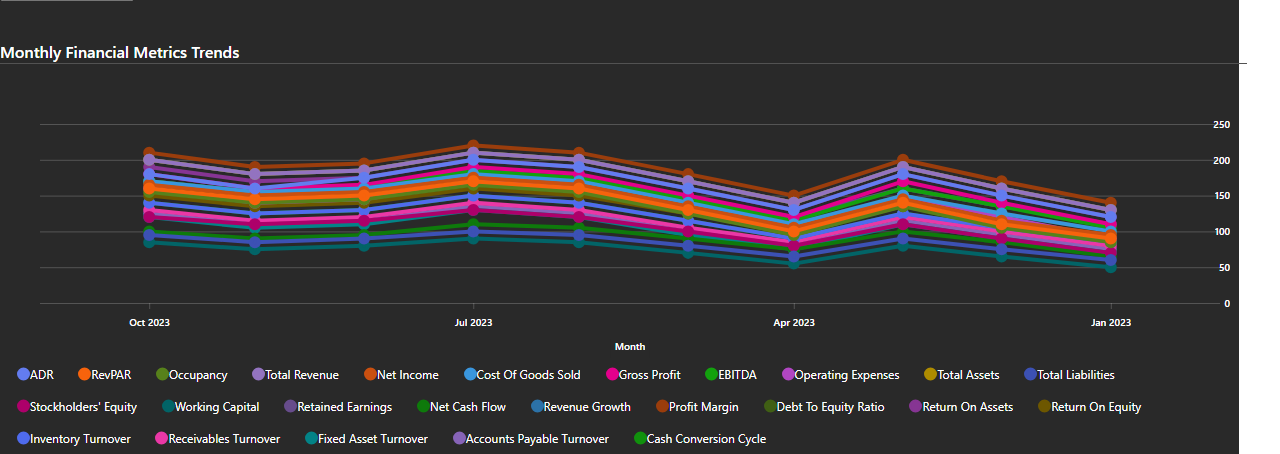 Monthly Financial Metrics Trends
250
200
150
100
50
0
Oct 2023 Jul 2023 Apr 2023 Jan 2023
Month
ADR RevPAR Occupancy Total Revenue Net Income Cost Of Goods Sold Gross Profit EBITDA Operating Expenses Total Assets Total Liabilities
Stockholders' Equity Working Capital Retained Earnings Net Cash Flow Revenue Growth Profit Margin Debt To Equity Ratio Return On Assets Return On Equity
Inventory Turnover Receivables Turnover Fixed Asset Turnover Accounts Payable Turnover Cash Conversion Cycle